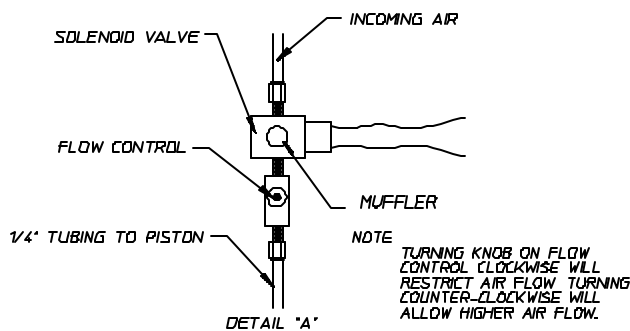 INCOMING AIR
SOLENOID VALVE
FLOW CONTROL
MUFFLER
1/4" TUBING TO PISTON
NOTE
TURNING KNOB ON FLOW
CONTROL CLOCKWISE WILL
RESTRICT AIR FLOW TURNING
COUNTER-CLOCKWISE WILL
ALLOW HIGHER AIR FLOW.
DETAIL "A"